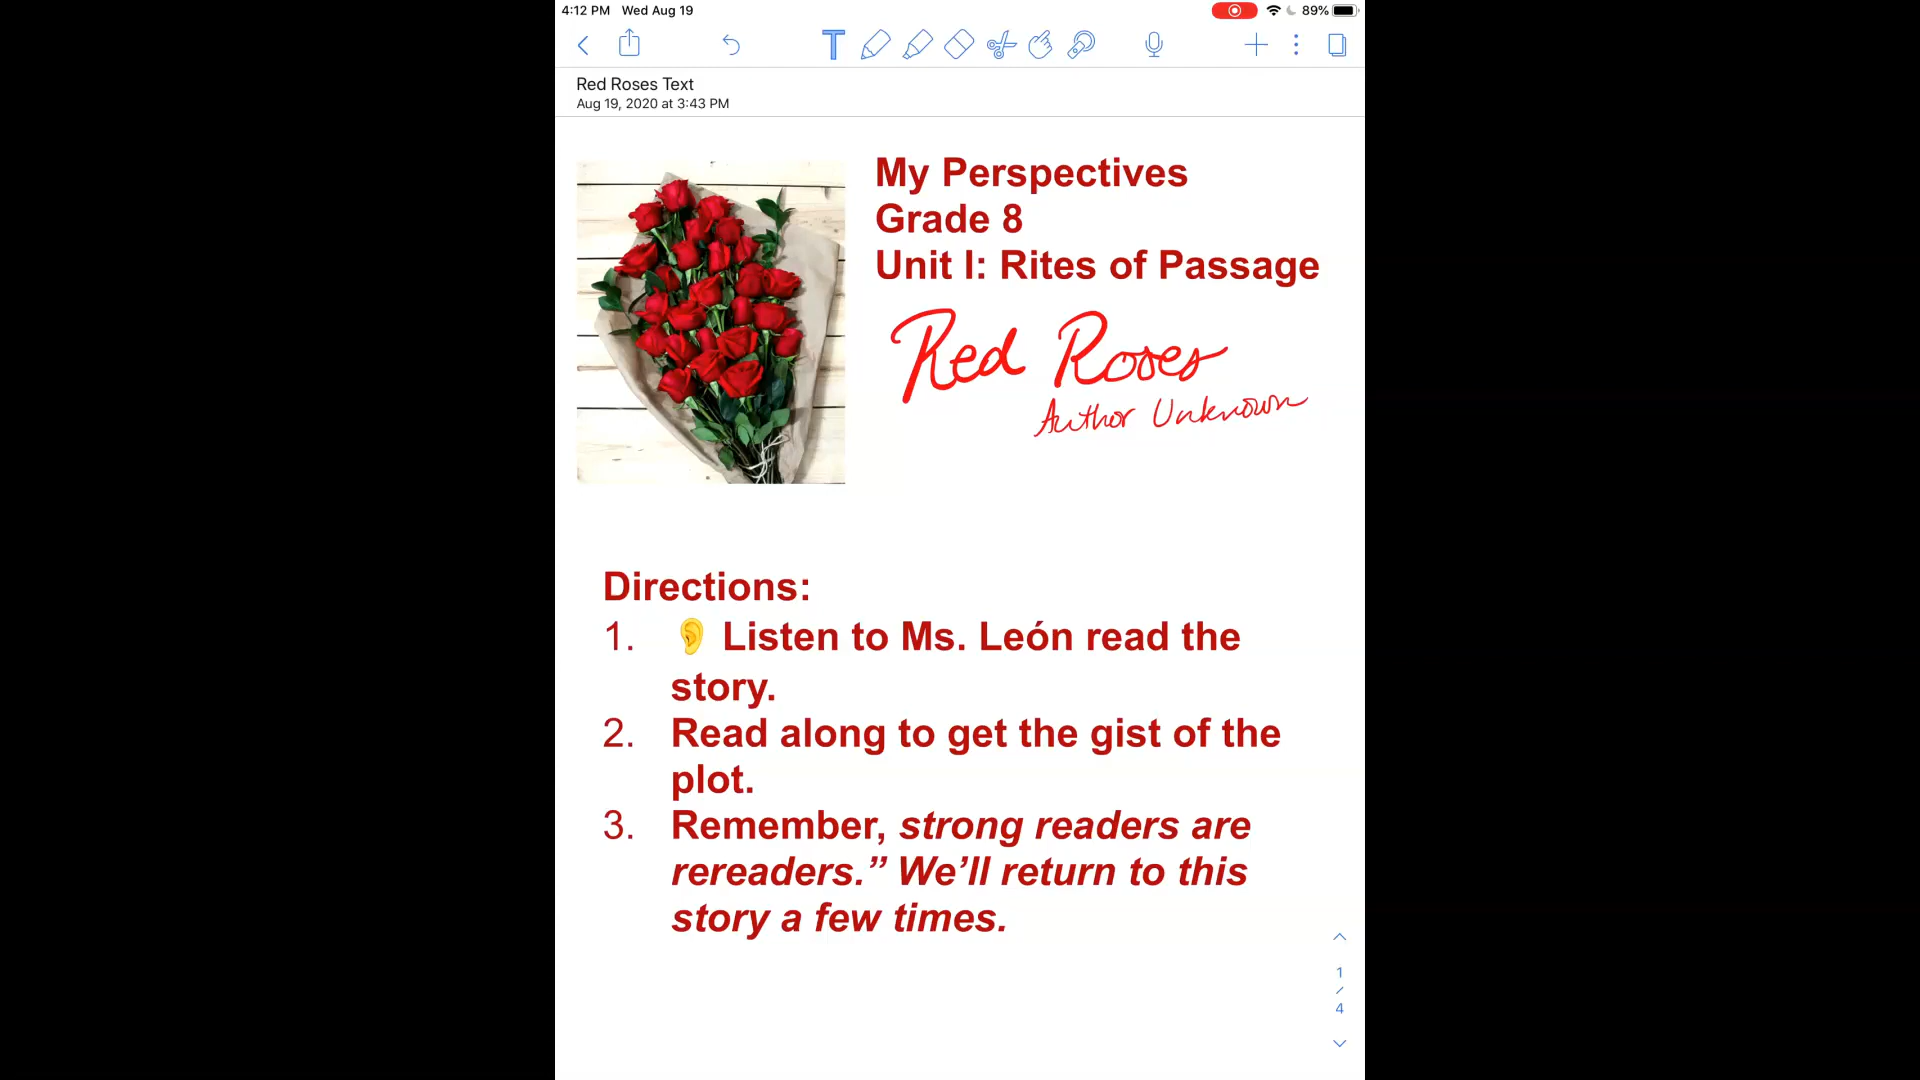 4:12 PM Wed Aug 19
89%
Red Roses Text
Aug 19, 2020 at 3:43 PM
My Perspectives
Grade 8
Unit I: Rites of Passage
Red Roses
Author Unknown
Directions:
1. 👂 Listen to Ms. León read the
story.
2. Read along to get the gist of the
plot.
3. Remember, strong readers are
rereaders.” We’ll return to this
story a few times.
1
/
4